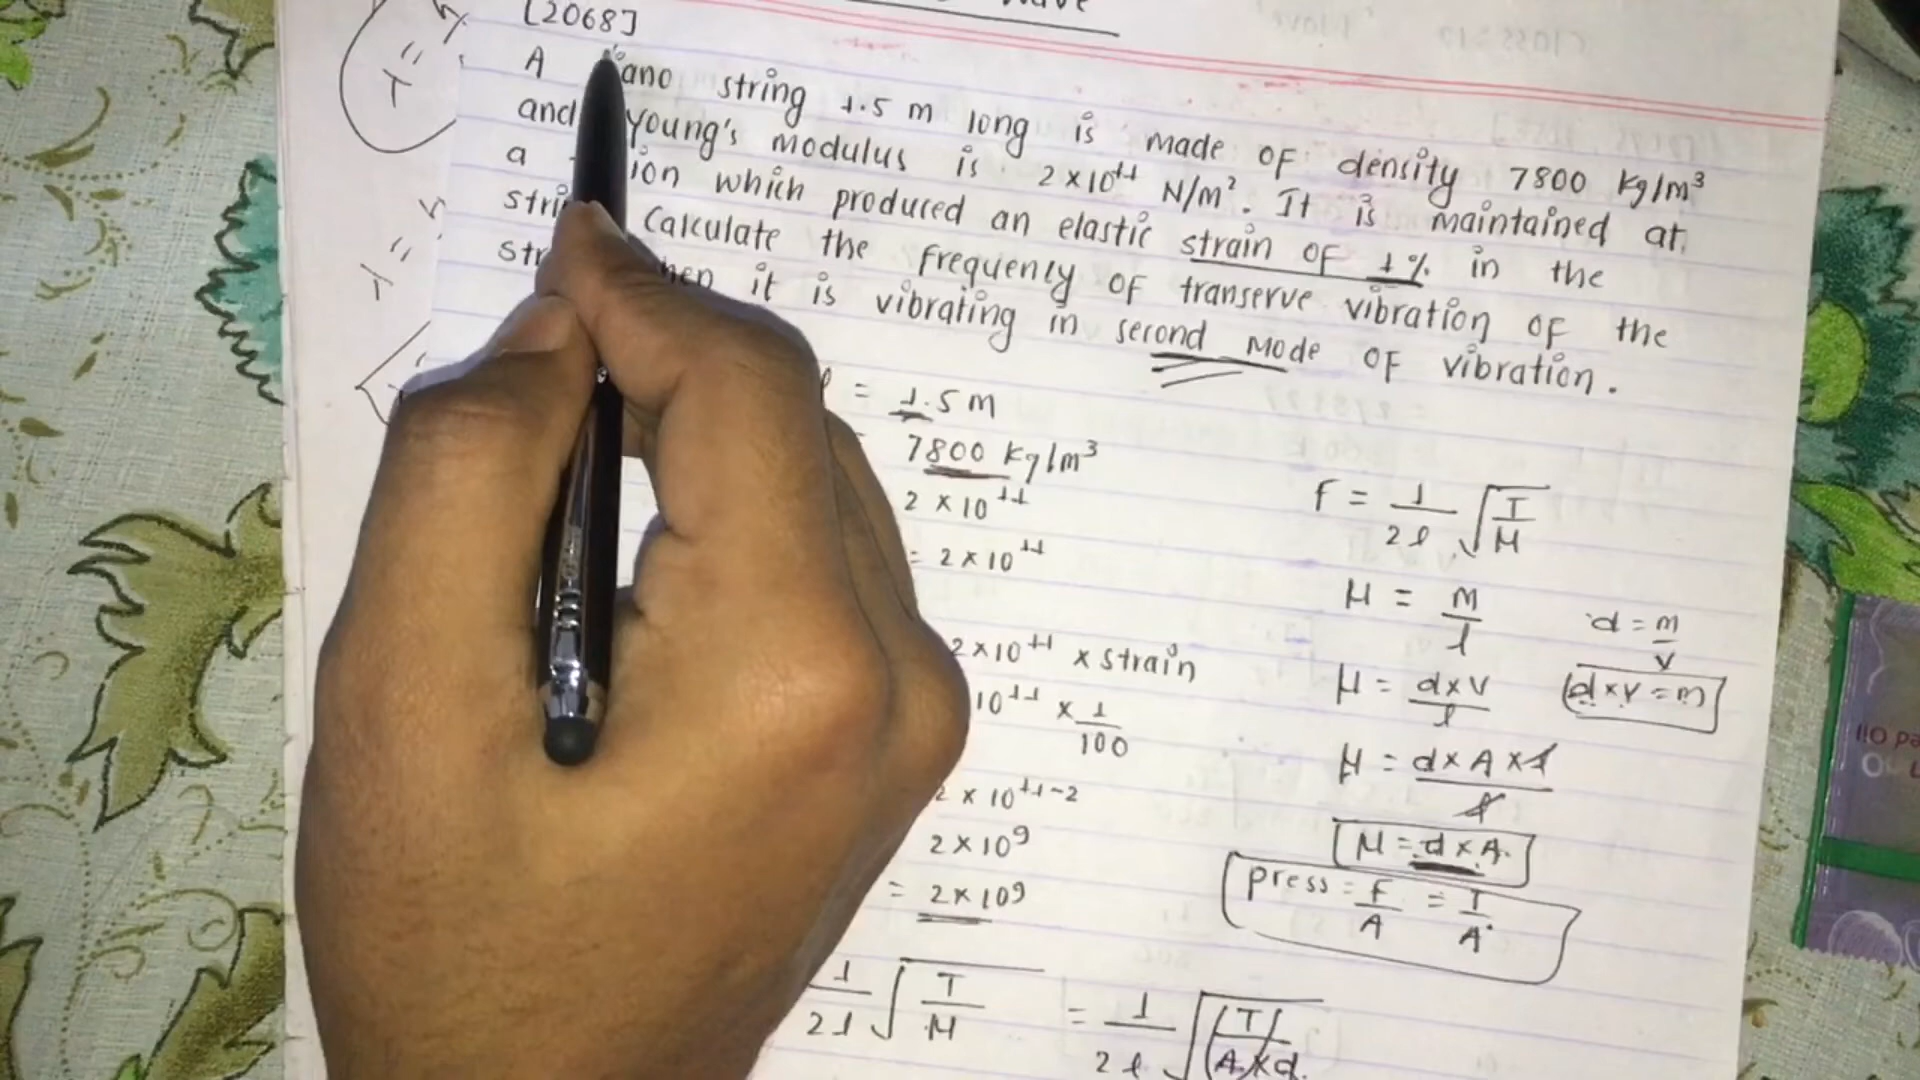 [2068]
A ano string 1.5 m long is made of density 7800 kg/m³
and young's modulus is 2×10¹¹ N/m². It is maintained at
a ion which produced an elastic strain of 1% in the
stri Calculate the frequency of transerve vibration of the
str hen it is vibrating in second mode of vibration.
l = 1.5 m
7800 kg/m³
2 × 10¹¹
= 2 × 10¹¹
2×10¹¹ × strain
10¹¹ × 1/100
2 × 10¹¹⁻²
2 × 10⁹
= 2 × 10⁹
1/2l √T/μ = 1/2l √(T/A×d)
f = 1/2l √T/μ
μ = m/l
d = m/v
μ = d×v/l
d×v = m
μ = d×A×l/l
μ = d×A
press = F/A = T/A